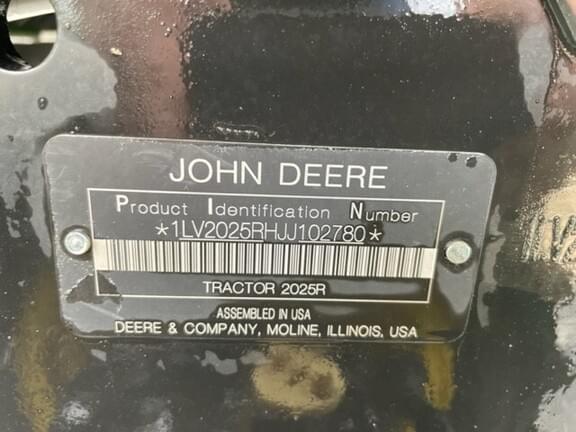 JOHN DEERE
Product Identification Number
*1LV2025RHJJ102780*
TRACTOR 2025R
ASSEMBLED IN USA
DEERE & COMPANY, MOLINE, ILLINOIS, USA